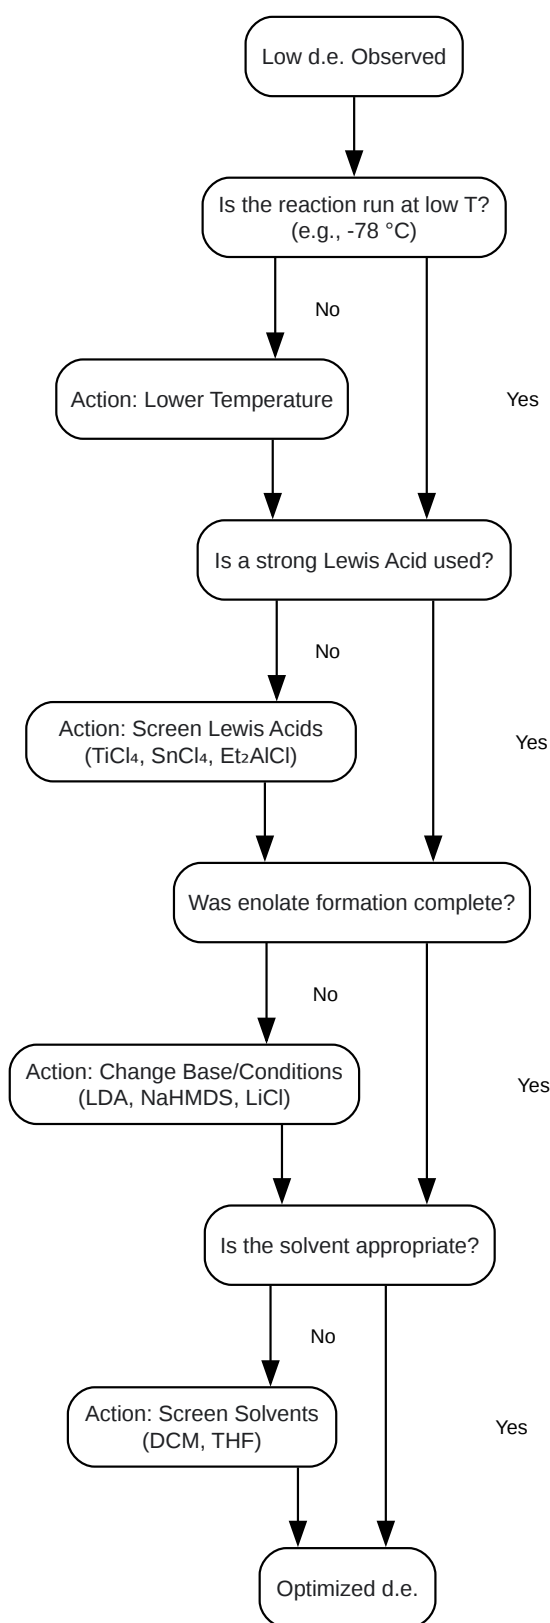 Low d.e. Observed
Is the reaction run at low T?
(e.g., -78 °C)
No
Action: Lower Temperature
Yes
Is a strong Lewis Acid used?
No
Action: Screen Lewis Acids
(TiCl₄, SnCl₄, Et₂AlCl)
Yes
Was enolate formation complete?
No
Action: Change Base/Conditions
(LDA, NaHMDS, LiCl)
Yes
Is the solvent appropriate?
No
Action: Screen Solvents
(DCM, THF)
Yes
Optimized d.e.